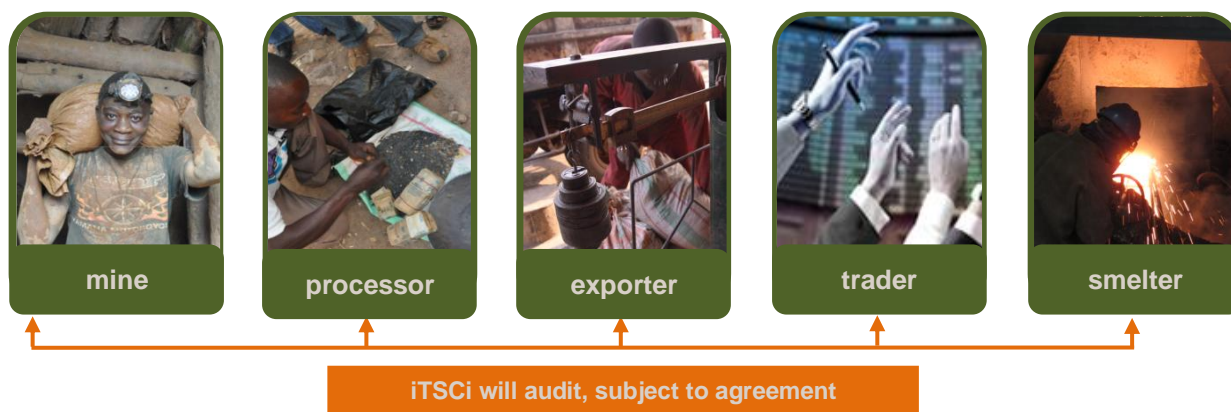 mine
processor
exporter
trader
smelter
iTSCi will audit, subject to agreement